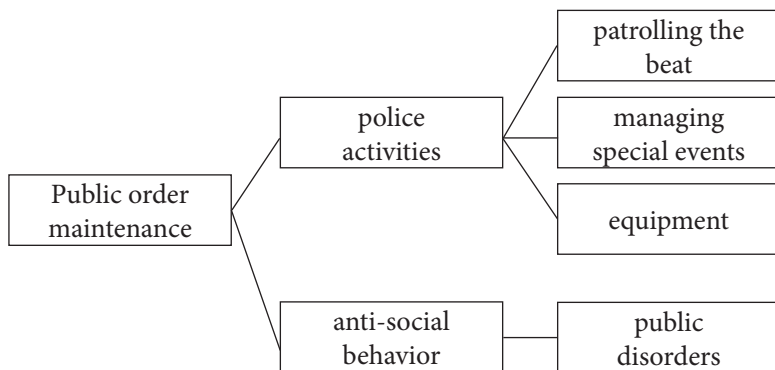 patrolling the
beat
police
activities
managing
special events
Public order
maintenance
equipment
anti-social
behavior
public
disorders